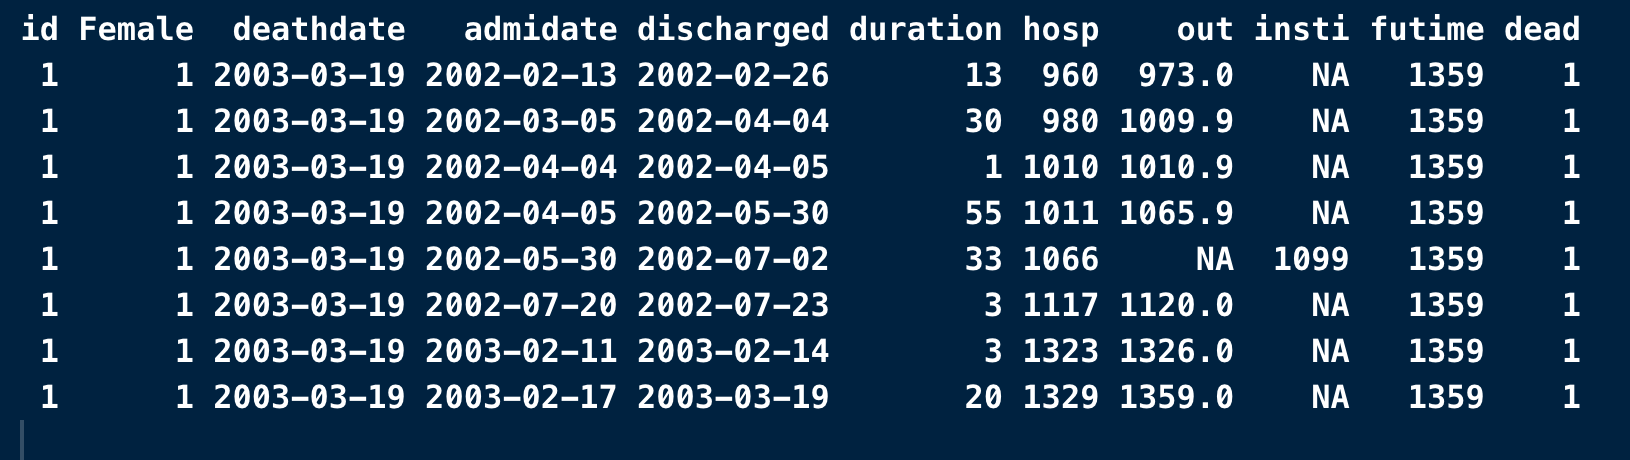 id Female deathdate admidate discharged duration hosp out insti futime dead
1 1 2003-03-19 2002-02-13 2002-02-26 13 960 973.0 NA 1359 1
1 1 2003-03-19 2002-03-05 2002-04-04 30 980 1009.9 NA 1359 1
1 1 2003-03-19 2002-04-04 2002-04-05 1 1010 1010.9 NA 1359 1
1 1 2003-03-19 2002-04-05 2002-05-30 55 1011 1065.9 NA 1359 1
1 1 2003-03-19 2002-05-30 2002-07-02 33 1066 NA 1099 1359 1
1 1 2003-03-19 2002-07-20 2002-07-23 3 1117 1120.0 NA 1359 1
1 1 2003-03-19 2003-02-11 2003-02-14 3 1323 1326.0 NA 1359 1
1 1 2003-03-19 2003-02-17 2003-03-19 20 1329 1359.0 NA 1359 1